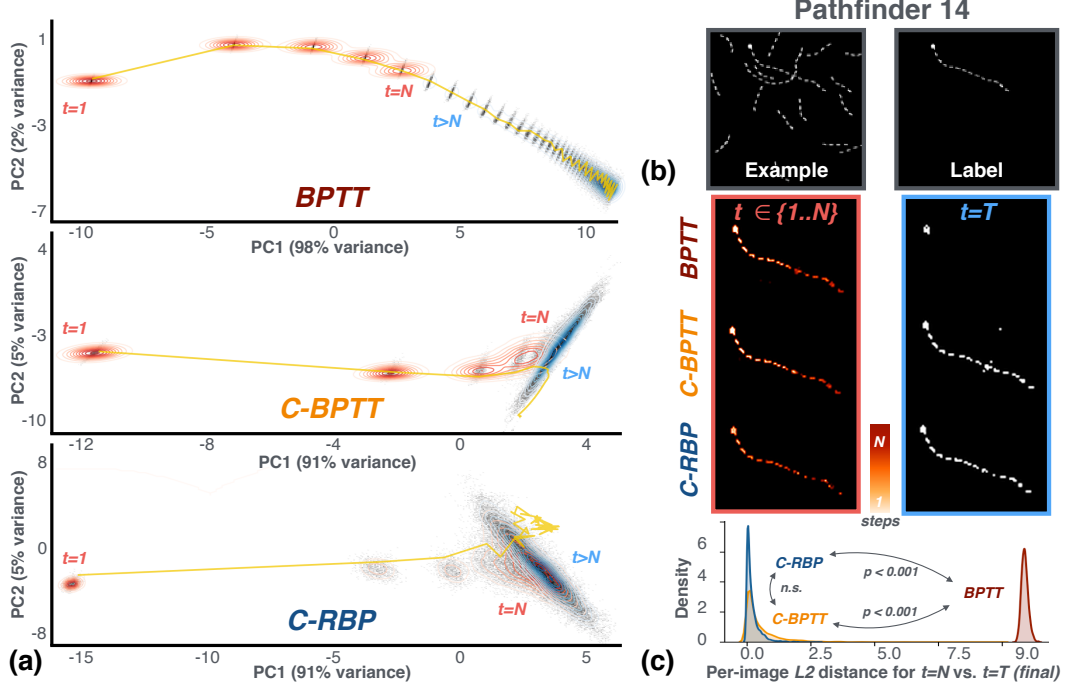 Pathfinder 14
1
-3
-7
PC2 (2% variance)
t=1
t=N
t>N
BPTT
-10
-5
0
5
10
PC1 (98% variance)
4
-3
-10
PC2 (5% variance)
t=1
t=N
t>N
C-BPTT
-12
-8
-4
0
4
PC1 (91% variance)
8
0
-8
PC2 (5% variance)
t=1
t>N
t=N
C-RBP
-15
-10
-5
0
5
PC1 (91% variance)
(a)
(b)
Example
Label
t ∈ {1..N}
t=T
BPTT
C-BPTT
C-RBP
N
1
steps
(c)
Density
6
4
2
0
C-RBP
n.s.
C-BPTT
p < 0.001
p < 0.001
BPTT
0.0
2.5
5.0
7.5
9.0
Per-image L2 distance for t=N vs. t=T (final)